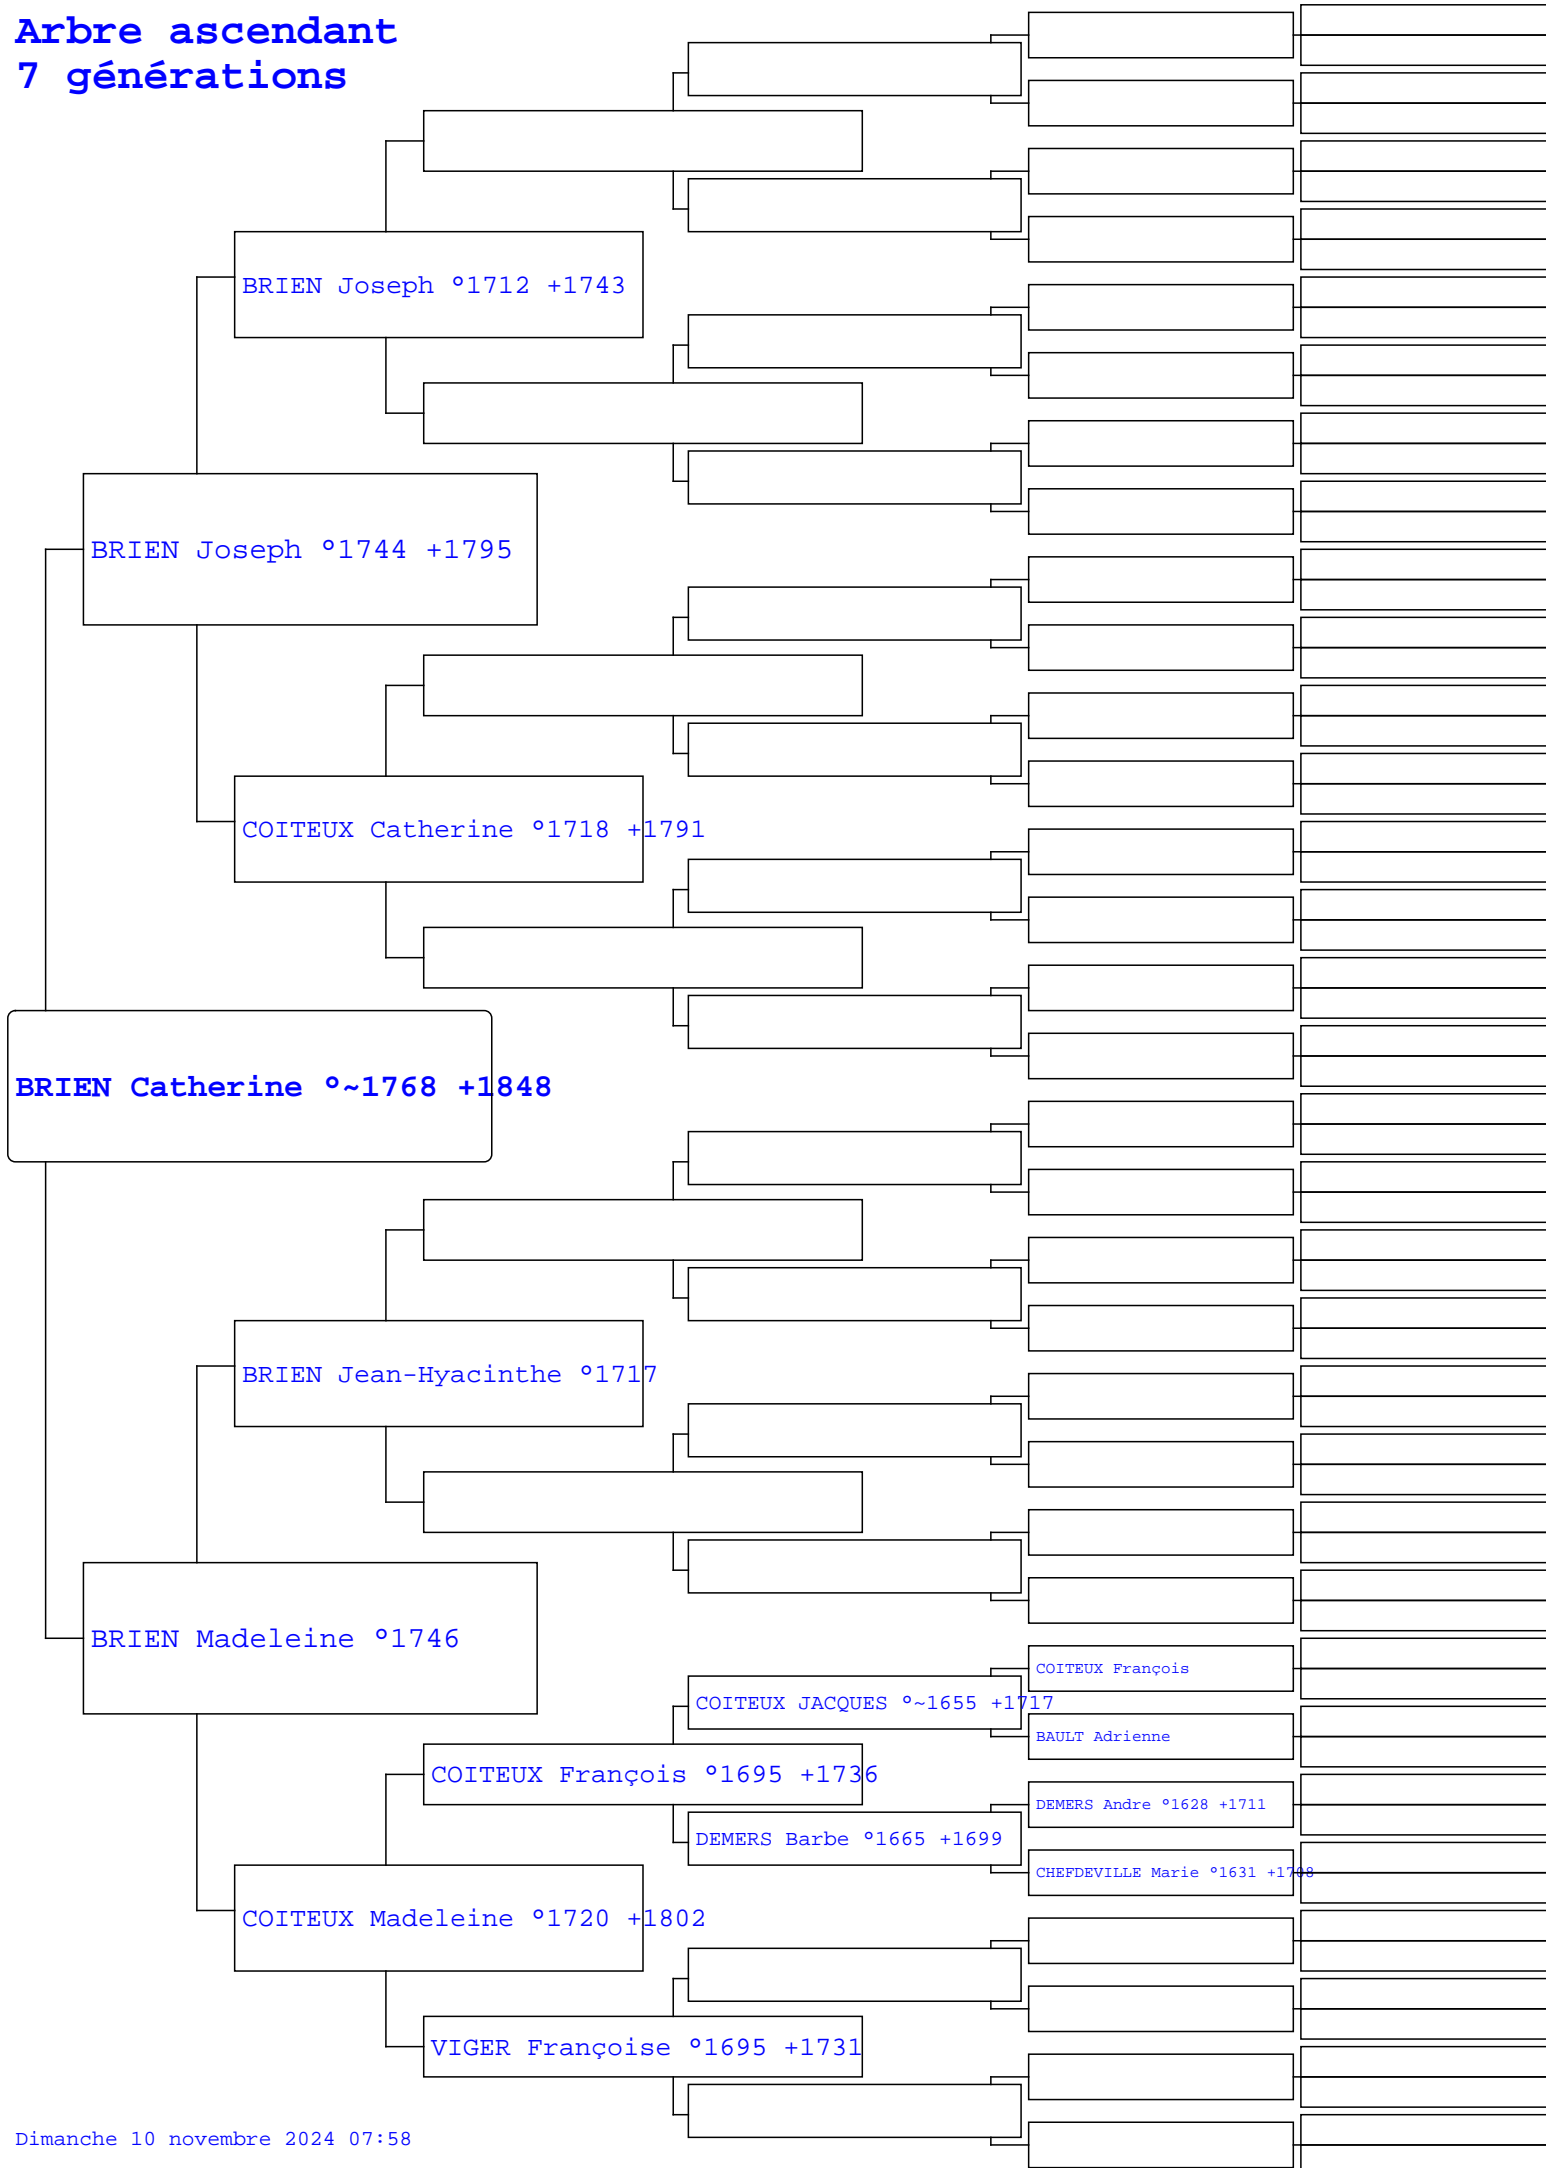 Arbre ascendant
7 générations
BRIEN Joseph °1712 +1743
BRIEN Joseph °1744 +1795
COITEUX Catherine °1718 +1791
BRIEN Catherine °~1768 +1848
BRIEN Jean-Hyacinthe °1717
BRIEN Madeleine °1746
COITEUX François
COITEUX JACQUES °~1655 +1717
BAULT Adrienne
COITEUX François °1695 +1736
DEMERS Andre °1628 +1711
DEMERS Barbe °1665 +1699
CHEFDEVILLE Marie °1631 +1708
COITEUX Madeleine °1720 +1802
VIGER Françoise °1695 +1731
Dimanche 10 novembre 2024 07:58